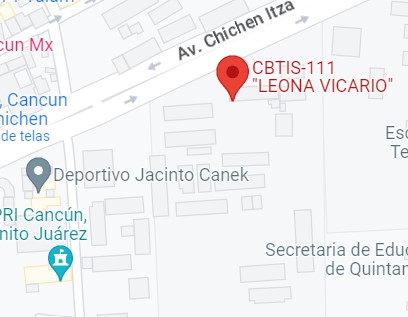 Av. Chichen Itza
cun Mx
CBTIS-111
"LEONA VICARIO"
, Cancun
hichen
de telas
Esc
Te
Deportivo Jacinto Canek
PRI Cancún,
nito Juárez
Secretaria de Educ
de Quintan